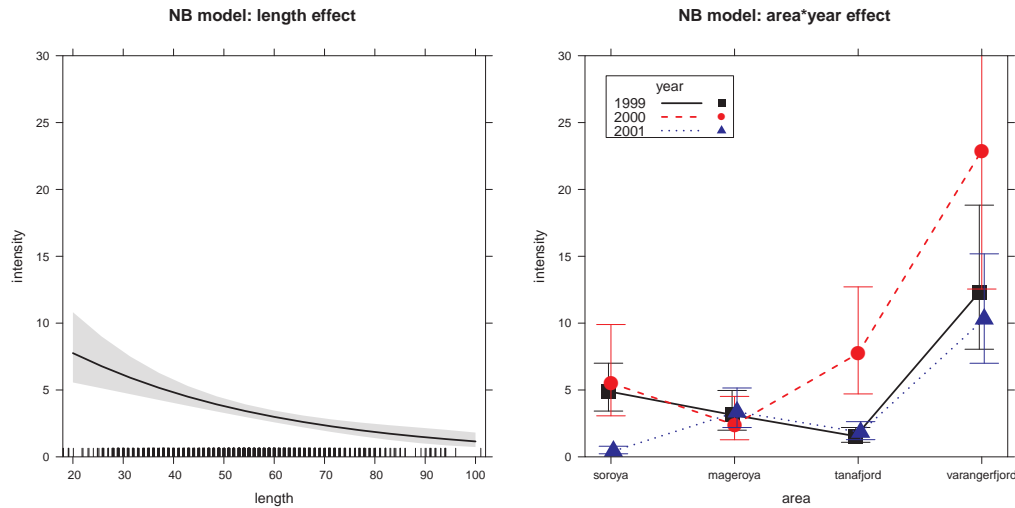 NB model: length effect
intensity
30
25
20
15
10
5
0
20 30 40 50 60 70 80 90 100
length
NB model: area*year effect
intensity
30
25
20
15
10
5
0
year
1999
2000
2001
soroya mageroya tanafjord varangerfjord
area